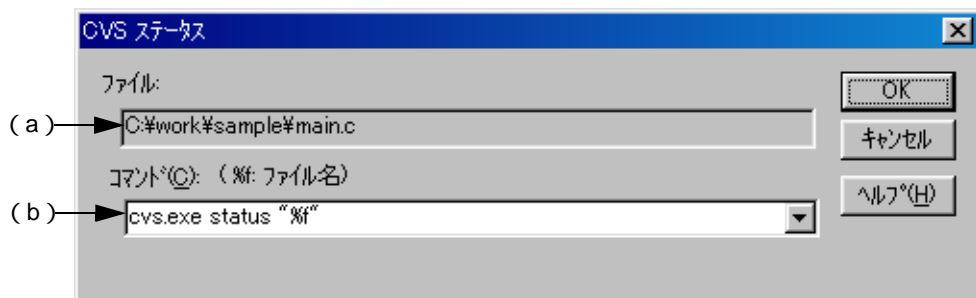 CVS ステータス
ファイル:
OK
(a) C:¥work¥sample¥main.c
キャンセル
コマンド(C): (%f: ファイル名)
ヘルプ(H)
(b) cvs.exe status "%f"